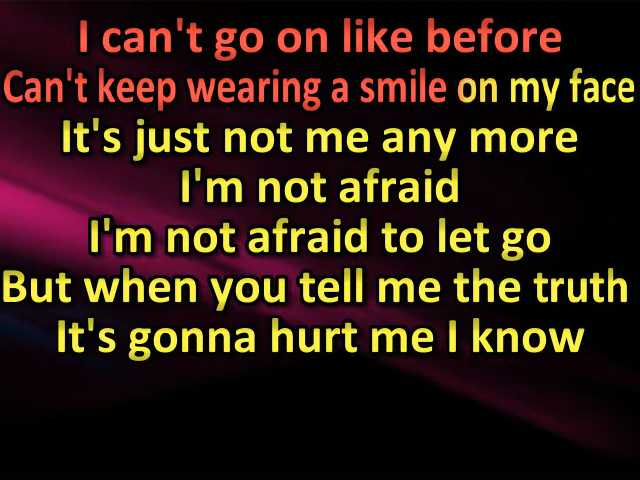 I can't go on like before
Can't keep wearing a smile on my face
It's just not me any more
I'm not afraid
I'm not afraid to let go
But when you tell me the truth
It's gonna hurt me I know